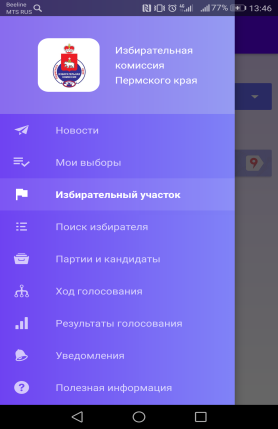 Beeline
MTS RUS
77% 13:46
Избирательная
комиссия
Пермского края
Новости
Мои выборы
Избирательный участок
9
Поиск избирателя
Партии и кандидаты
Ход голосования
Результаты голосования
Уведомления
Полезная информация